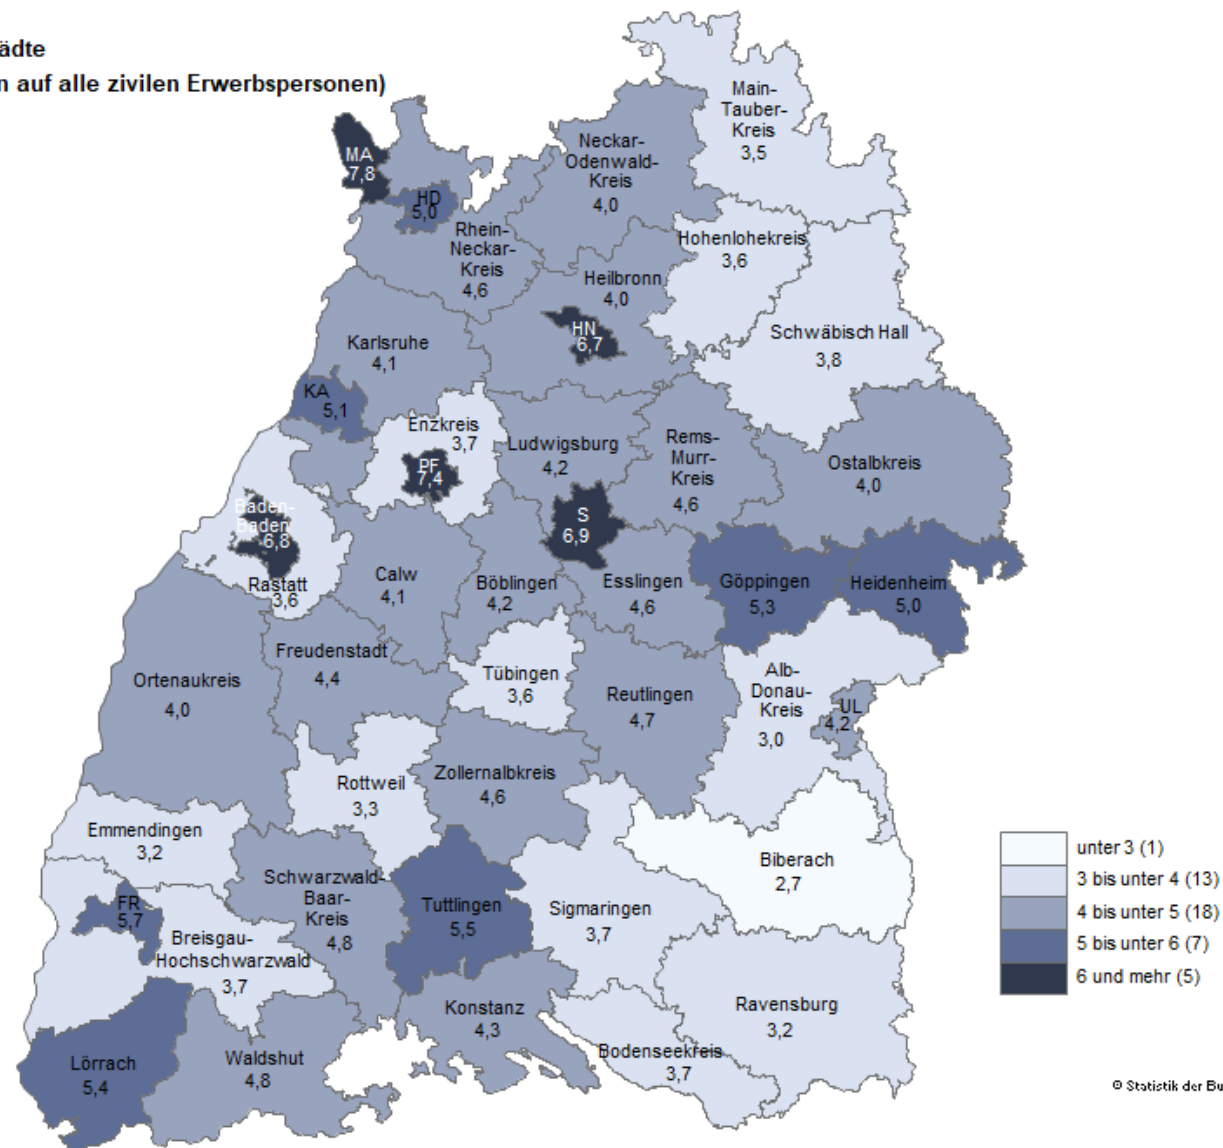 ädte
n auf alle zivilen Erwerbspersonen)
Main-
Tauber-
Kreis
3,5
MA
7,8
Neckar-
Odenwald-
Kreis
4,0
HD
5,0
Rhein-
Neckar-
Kreis
4,6
Hohenlohekreis
3,6
Heilbronn
4,0
HN
6,7
Schwäbisch Hall
3,8
Karlsruhe
4,1
KA
5,1
Enzkreis
3,7
PF
7,4
Ludwigsburg
4,2
Rems-
Murr-
Kreis
4,6
Ostalbkreis
4,0
Baden-
Baden
6,8
Rastatt
3,6
S
6,9
Calw
4,1
Böblingen
4,2
Esslingen
4,6
Göppingen
5,3
Heidenheim
5,0
Ortenaukreis
4,0
Freudenstadt
4,4
Tübingen
3,6
Reutlingen
4,7
Alb-
Donau-
Kreis
3,0
UL
4,2
Rottweil
3,3
Zollernalbkreis
4,6
Emmendingen
3,2
Biberach
2,7
FR
5,7
Schwarzwald-
Baar-
Kreis
4,8
Tuttlingen
5,5
Sigmaringen
3,7
Breisgau-
Hochschwarzwald
3,7
Konstanz
4,3
Ravensburg
3,2
Bodenseekreis
3,7
Lörrach
5,4
Waldshut
4,8
unter 3 (1)
3 bis unter 4 (13)
4 bis unter 5 (18)
5 bis unter 6 (7)
6 und mehr (5)
© Statistik der Bu